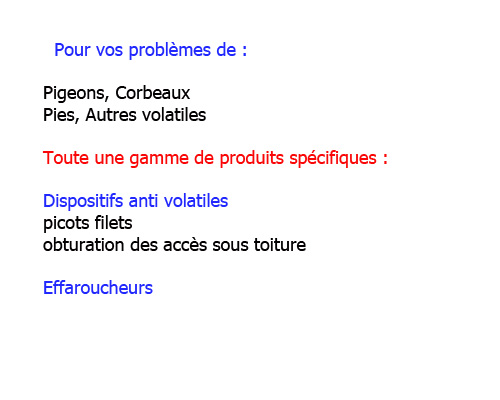 Pour vos problèmes de :
Pigeons, Corbeaux
Pies, Autres volatiles
Toute une gamme de produits spécifiques :
Dispositifs anti volatiles
picots filets
obturation des accès sous toiture
Effaroucheurs